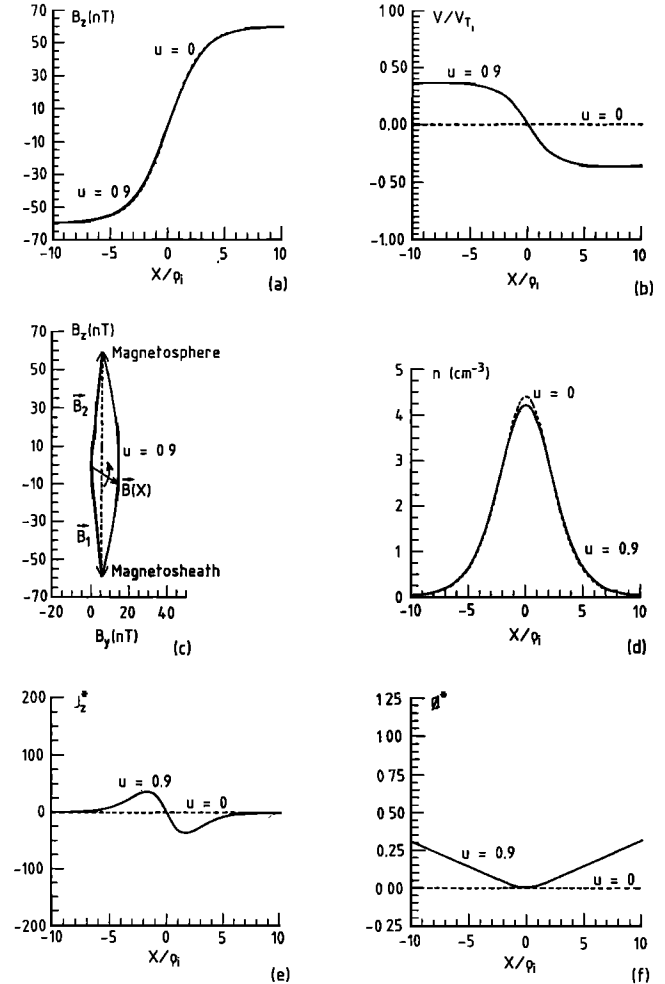 70 B_z(nT)
50
30
10
-10
-30
-50
-70
u = 0
u = 0 9
-10 -5 0 5 10
X/ρ_i
(a)
V/V_T_i
1 00
0 50
0.00
-0.50
-1.00
u = 0 9
u = 0
-10 -5 0 5 10
X/ρ_i
(b)
70 B_z(nT)
50
30
10
-10
-30
-50
-70
Magnetosphere
B_2
u = 0 9
B(X)
B_1
Magnetosheath
-20 0 20 40
B_y(nT)
(c)
n (cm⁻³)
5
4
3
2
1
0
u = 0
u = 0.9
-10 -5 0 5 10
X/ρ_i
(d)
200 J_z*
100
0
-100
-200
u = 0.9
u = 0
-10 -5 0 5 10
X/ρ_i
(e)
1 25 ø*
1 00
0 75
0 50
0.25
0 00
-0 25
u = 0.9
u = 0
-10 -5 0 5 10
X/ρ_i
(f)